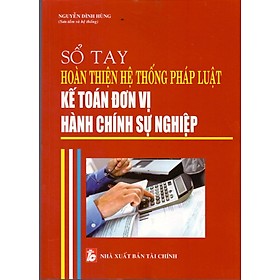 NGUYỄN ĐÌNH HÙNG
(Sưu tầm và hệ thống)
SỔ TAY
HOÀN THIỆN HỆ THỐNG PHÁP LUẬT
KẾ TOÁN ĐƠN VỊ
HÀNH CHÍNH SỰ NGHIỆP
NHÀ XUẤT BẢN TÀI CHÍNH